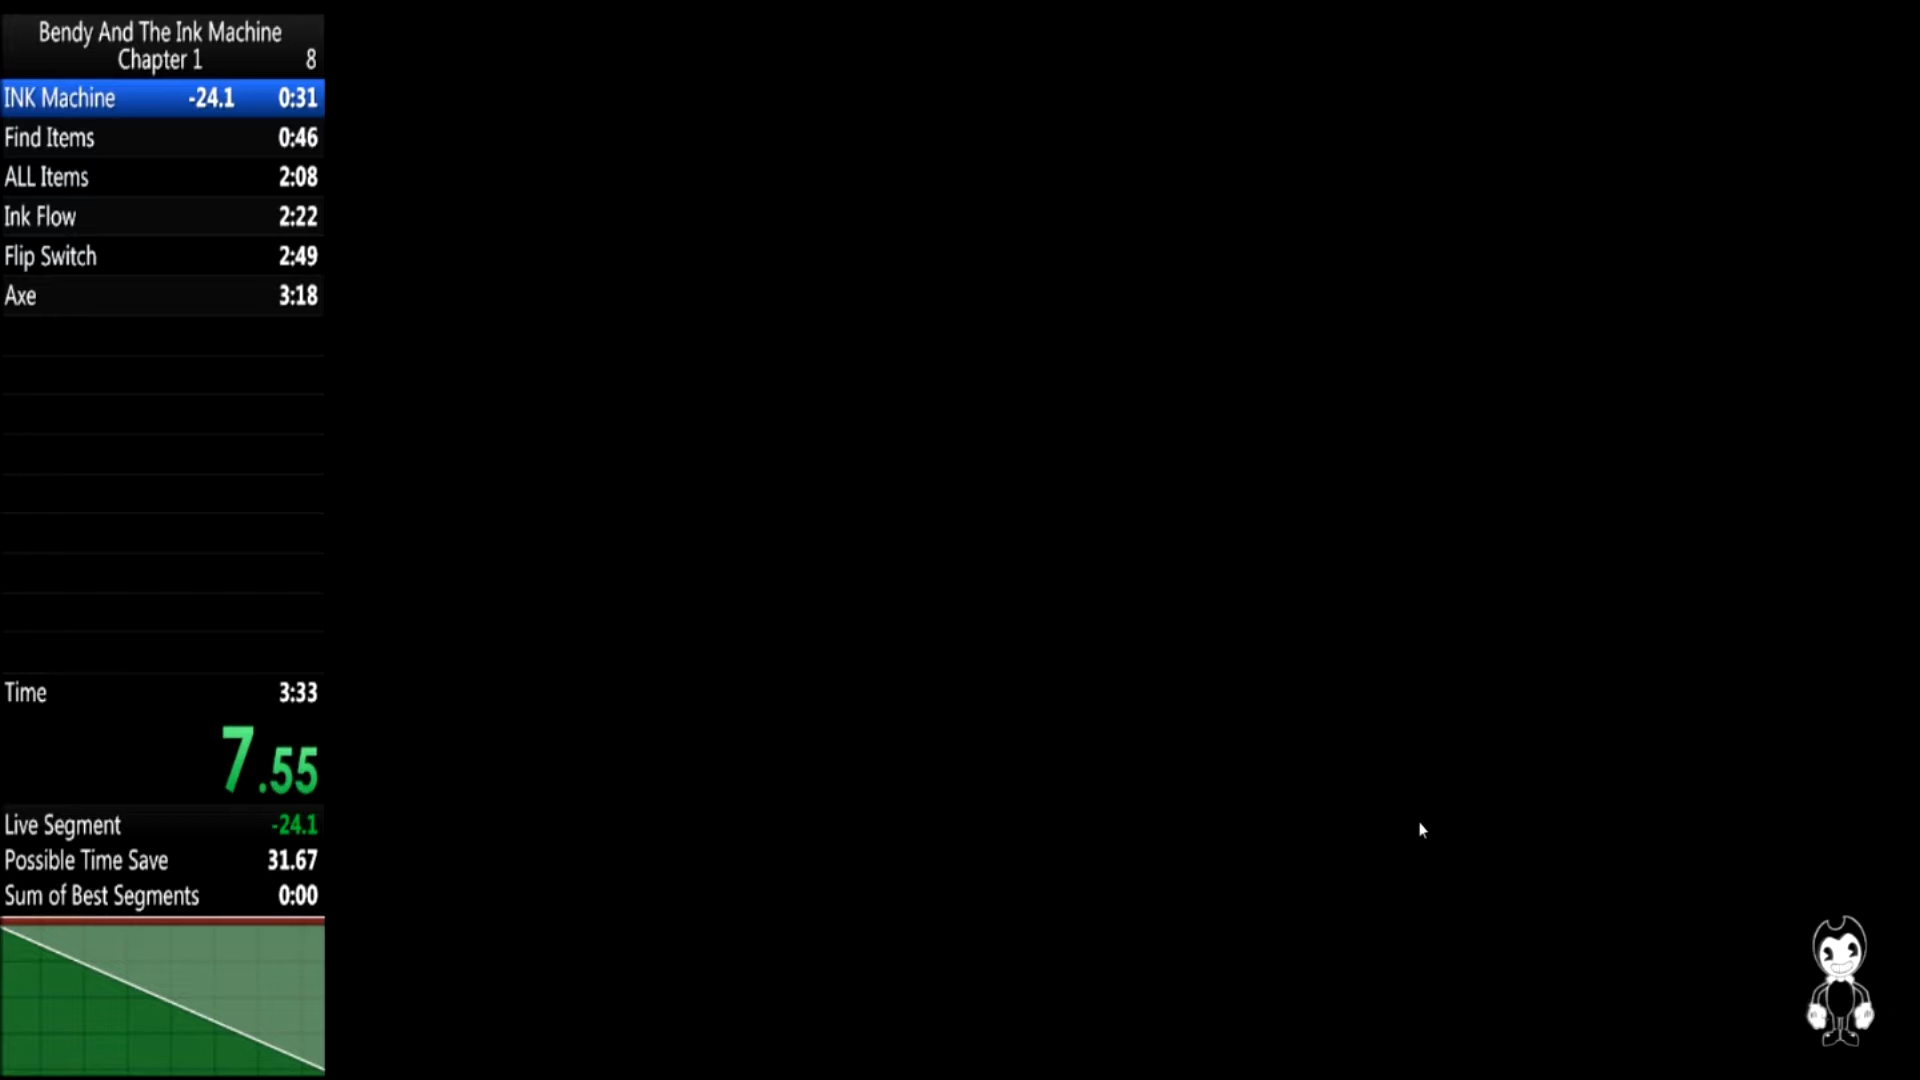 Bendy And The Ink Machine
Chapter 1 8
INK Machine -24.1 0:31
Find Items 0:46
ALL Items 2:08
Ink Flow 2:22
Flip Switch 2:49
Axe 3:18
Time 3:33
7.55
Live Segment -24.1
Possible Time Save 31.67
Sum of Best Segments 0:00